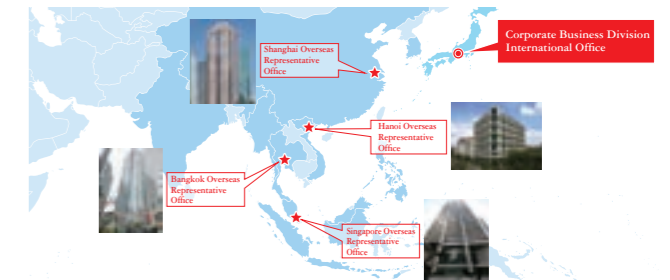 Corporate Business Division
International Office
Shanghai Overseas
Representative
Office
Hanoi Overseas
Representative
Office
Bangkok Overseas
Representative
Office
Singapore Overseas
Representative
Office